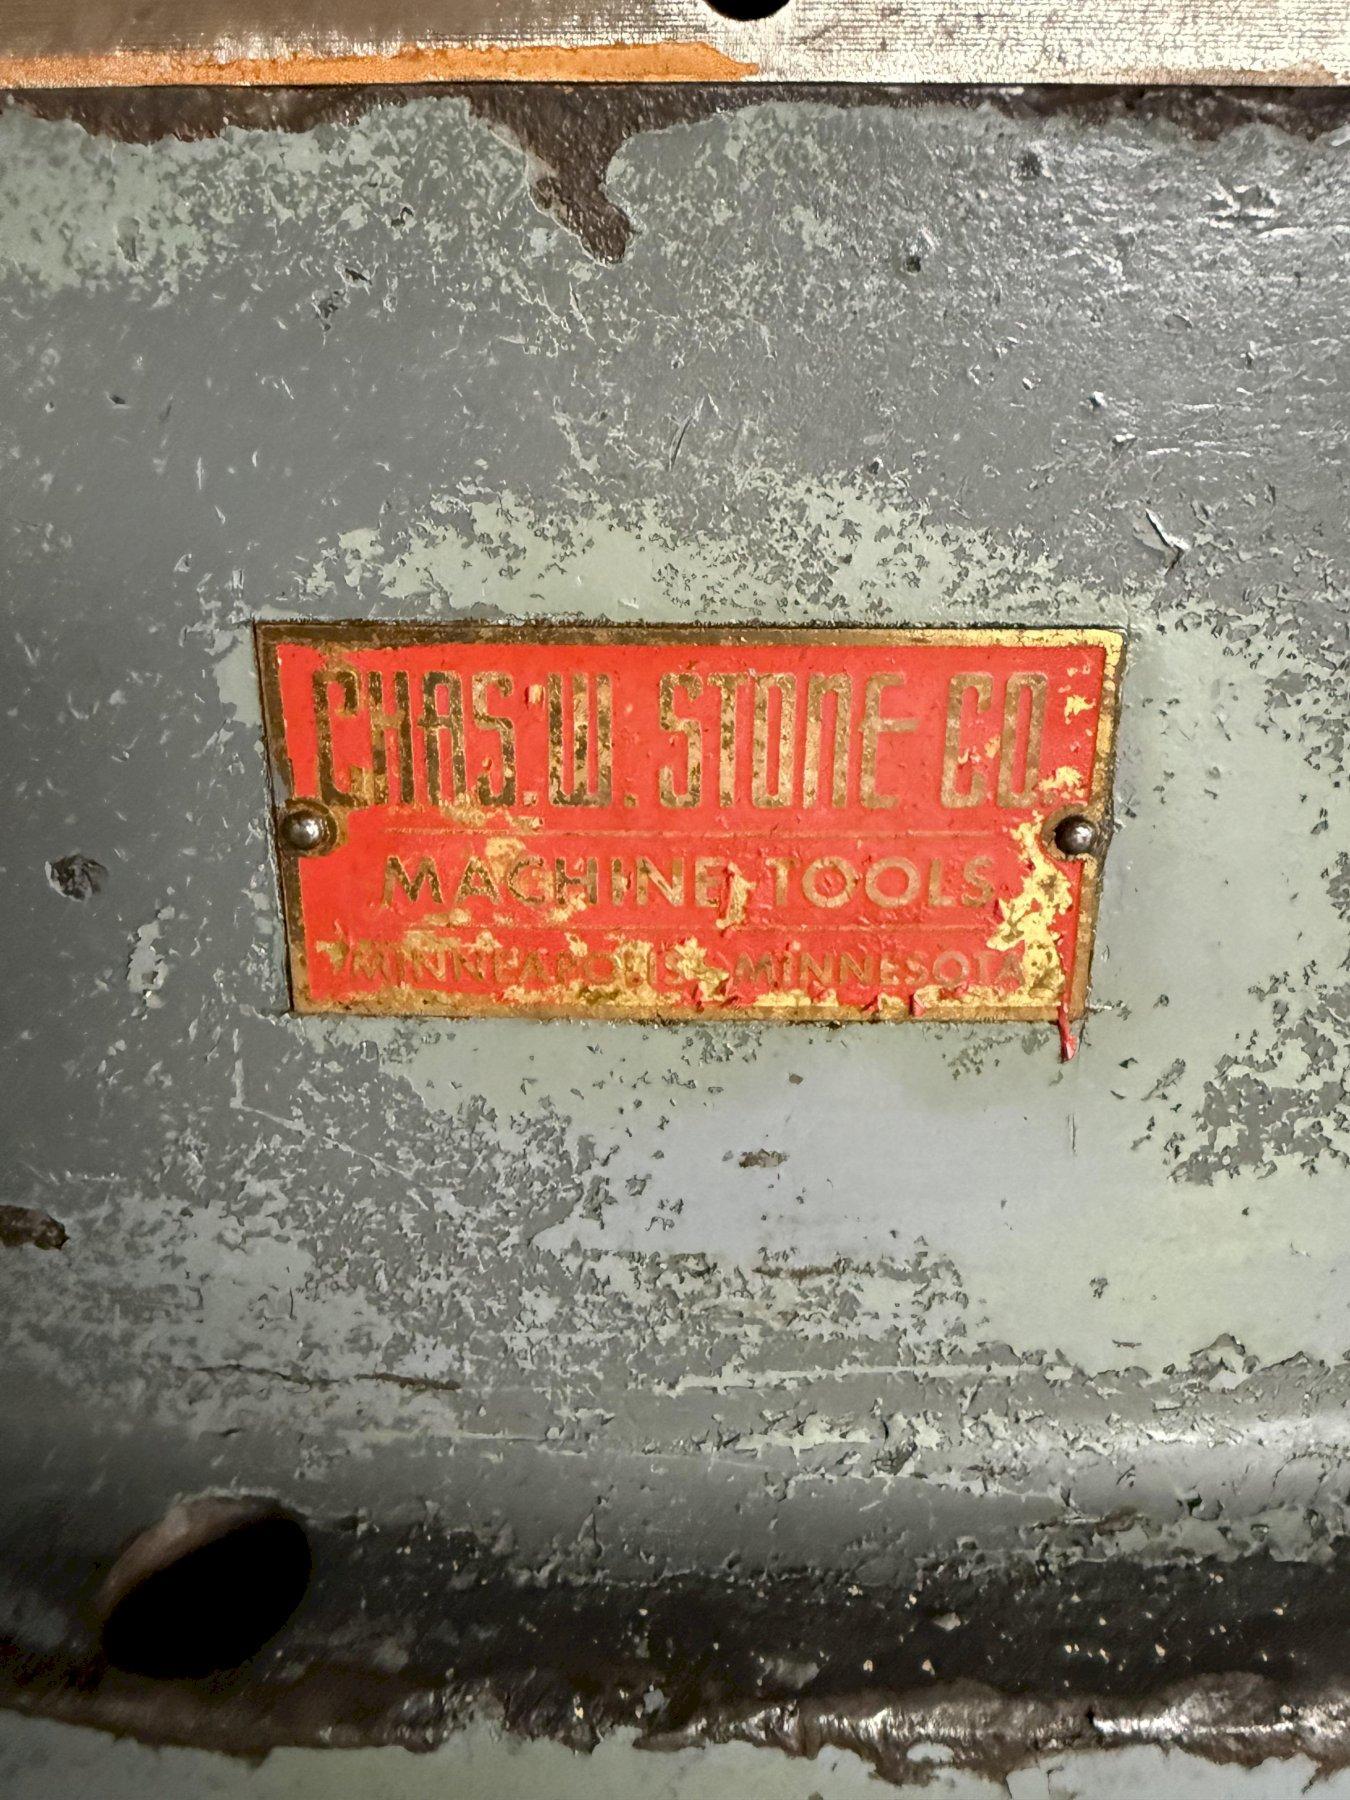 CHAS. W. STONE CO.
MACHINE TOOLS
MINNEAPOLIS MINNESOTA